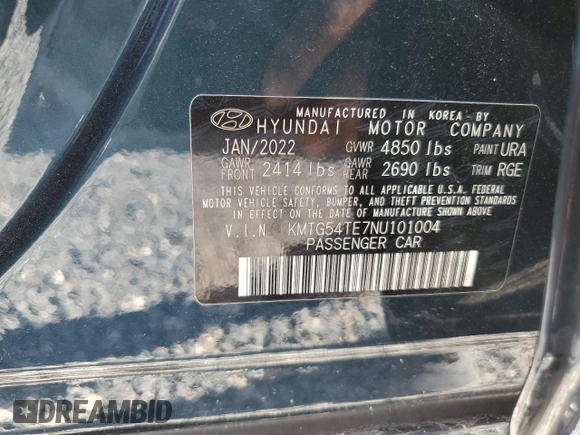 MANUFACTURED IN KOREA BY
HYUNDAI MOTOR COMPANY
JAN/2022 GVWR 4850 lbs PAINT URA
GAWR FRONT 2414 lbs GAWR REAR 2690 lbs TRIM RGE
THIS VEHICLE CONFORMS TO ALL APPLICABLE U.S.A. FEDERAL
MOTOR VEHICLE SAFETY, BUMPER, AND THEFT PREVENTION STANDARDS
IN EFFECT ON THE DATE OF MANUFACTURE SHOWN ABOVE.
V.I.N KMTG54TE7NU101004
PASSENGER CAR
DREAMBID